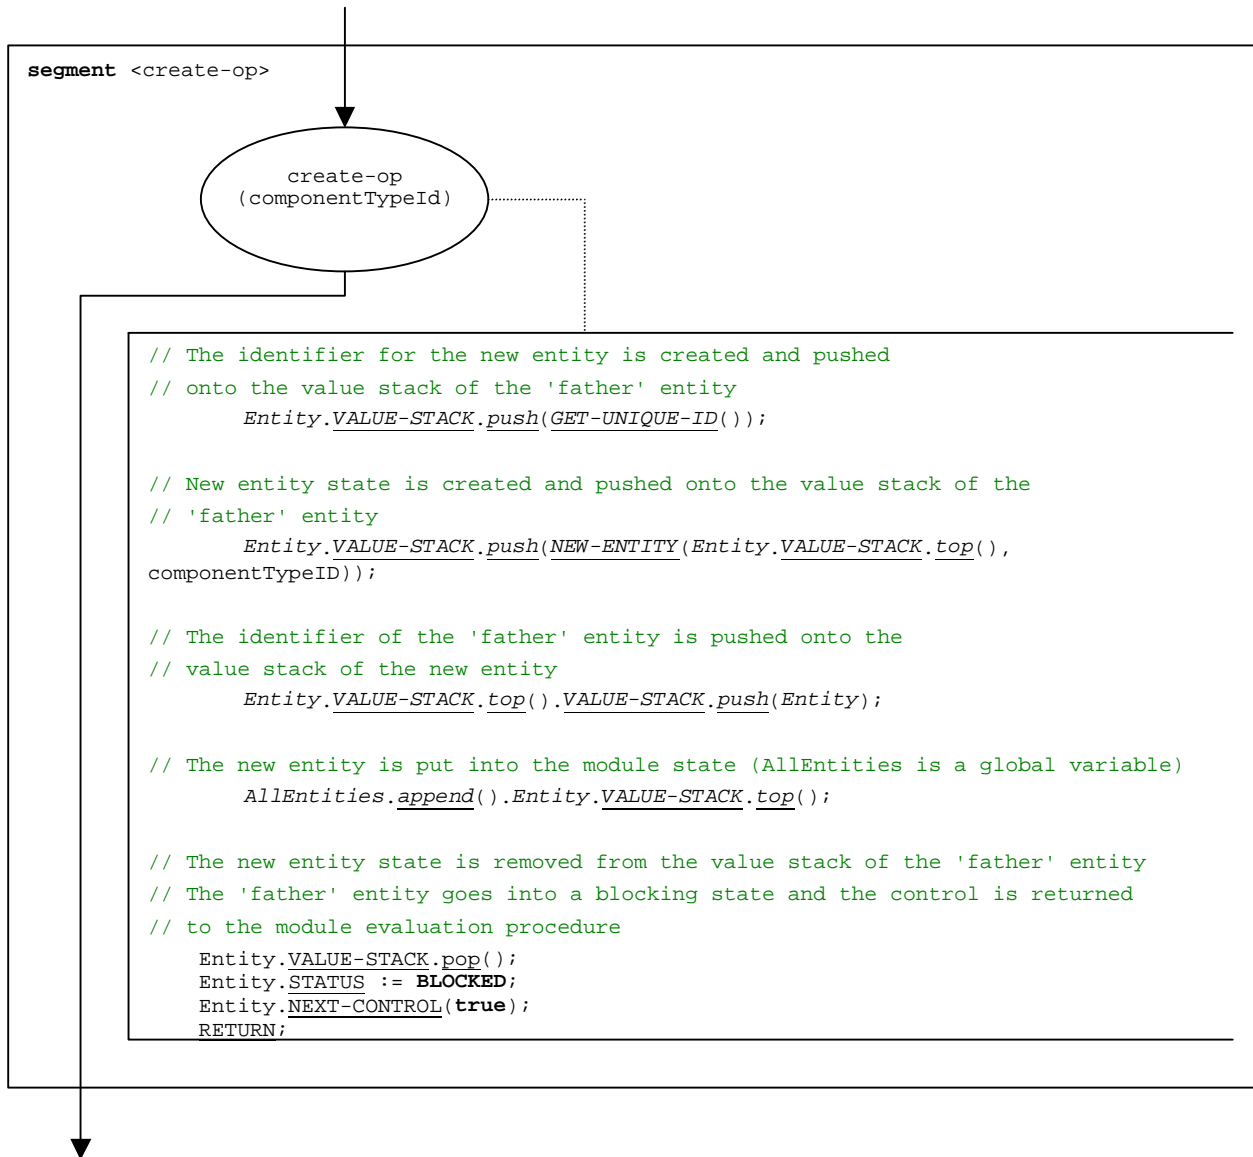 segment <create-op>
create-op
(componentTypeId)
// The identifier for the new entity is created and pushed
// onto the value stack of the 'father' entity
Entity.VALUE-STACK.push(GET-UNIQUE-ID());
// New entity state is created and pushed onto the value stack of the
// 'father' entity
Entity.VALUE-STACK.push(NEW-ENTITY(Entity.VALUE-STACK.top(),
componentTypeID));
// The identifier of the 'father' entity is pushed onto the
// value stack of the new entity
Entity.VALUE-STACK.top().VALUE-STACK.push(Entity);
// The new entity is put into the module state (AllEntities is a global variable)
AllEntities.append().Entity.VALUE-STACK.top();
// The new entity state is removed from the value stack of the 'father' entity
// The 'father' entity goes into a blocking state and the control is returned
// to the module evaluation procedure
Entity.VALUE-STACK.pop();
Entity.STATUS := BLOCKED;
Entity.NEXT-CONTROL(true);
RETURN;